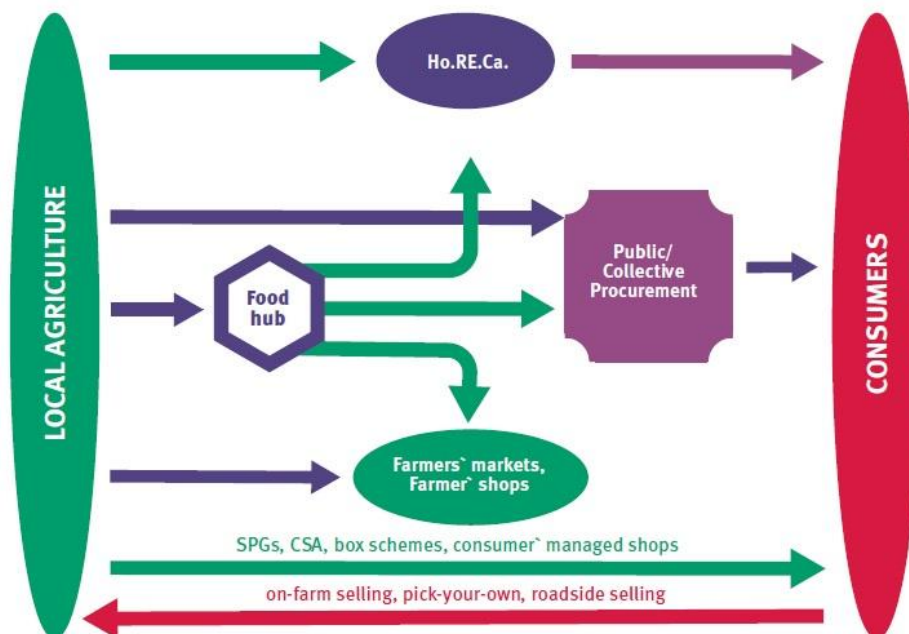 Ho.RE.Ca.
LOCAL AGRICULTURE
Public/
Collective
Procurement
Food
hub
CONSUMERS
Farmers` markets,
Farmer` shops
SPGs, CSA, box schemes, consumer` managed shops
on-farm selling, pick-your-own, roadside selling